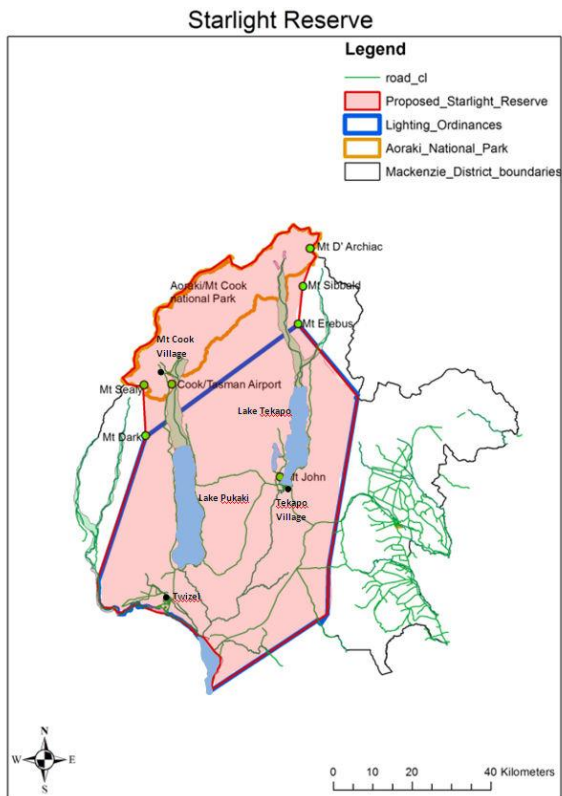 Starlight Reserve
Legend
road_cl
Proposed_Starlight_Reserve
Lighting_Ordinances
Aoraki_National_Park
Mackenzie_District_boundaries
Mt D' Archiac
Aoraki/Mt Cook
national Park
Mt Sibbald
Mt Erebus
Mt Cook
Village
Mt Sealy
Cook/Tasman Airport
Lake Tekapo
Mt Dark
Mt John
Lake Pukaki
Tekapo
Village
Twizel
N
W
E
S
0 10 20 40 Kilometers